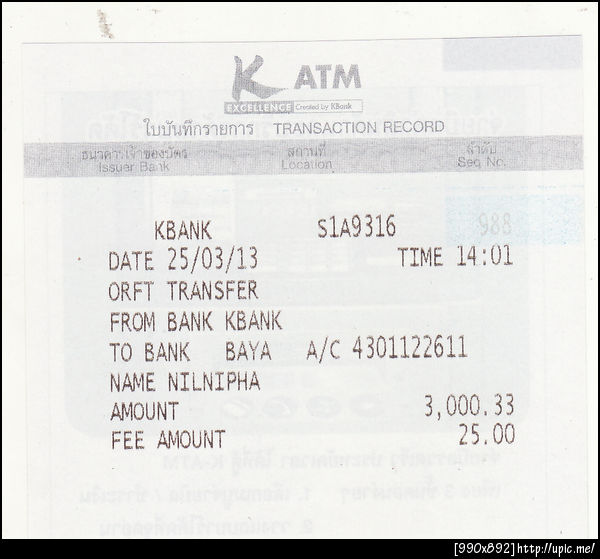 K ATM
EXCELLENCE Created by KBank
ใบบันทึกรายการ TRANSACTION RECORD
ธนาคารเจ้าของบัตร สถานที่ ลำดับ
Issuer Bank Location Seq No.
KBANK S1A9316
DATE 25/03/13 TIME 14:01
ORFT TRANSFER
FROM BANK KBANK
TO BANK BAYA A/C 4301122611
NAME NILNIPHA
AMOUNT 3,000.33
FEE AMOUNT 25.00
[990x892]http://upic.me/